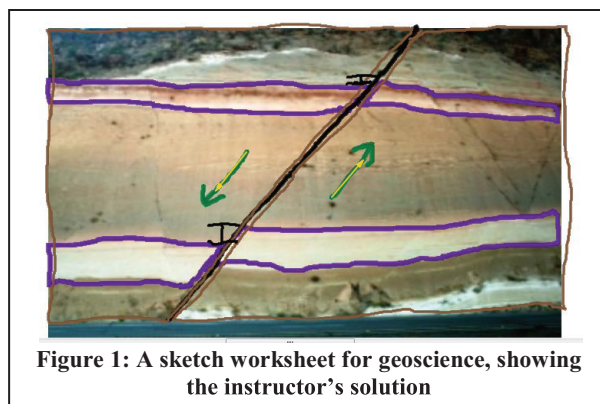 Figure 1: A sketch worksheet for geoscience, showing
the instructor's solution